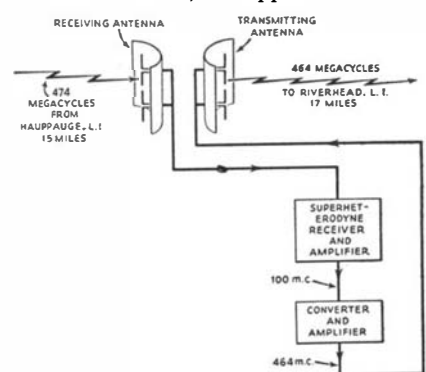 RECEIVING ANTENNA
TRANSMITTING
ANTENNA
464 MEGACYCLES
TO RIVERHEAD. L. I.
17 MILES
474
MEGACYCLES
FROM
HAUPPAUGE. L.I
15 MILES
SUPERHET-
ERODYNE
RECEIVER
AND
AMPLIFIER
100 m.c.
CONVERTER
AND
AMPLIFIER
464 m.c.